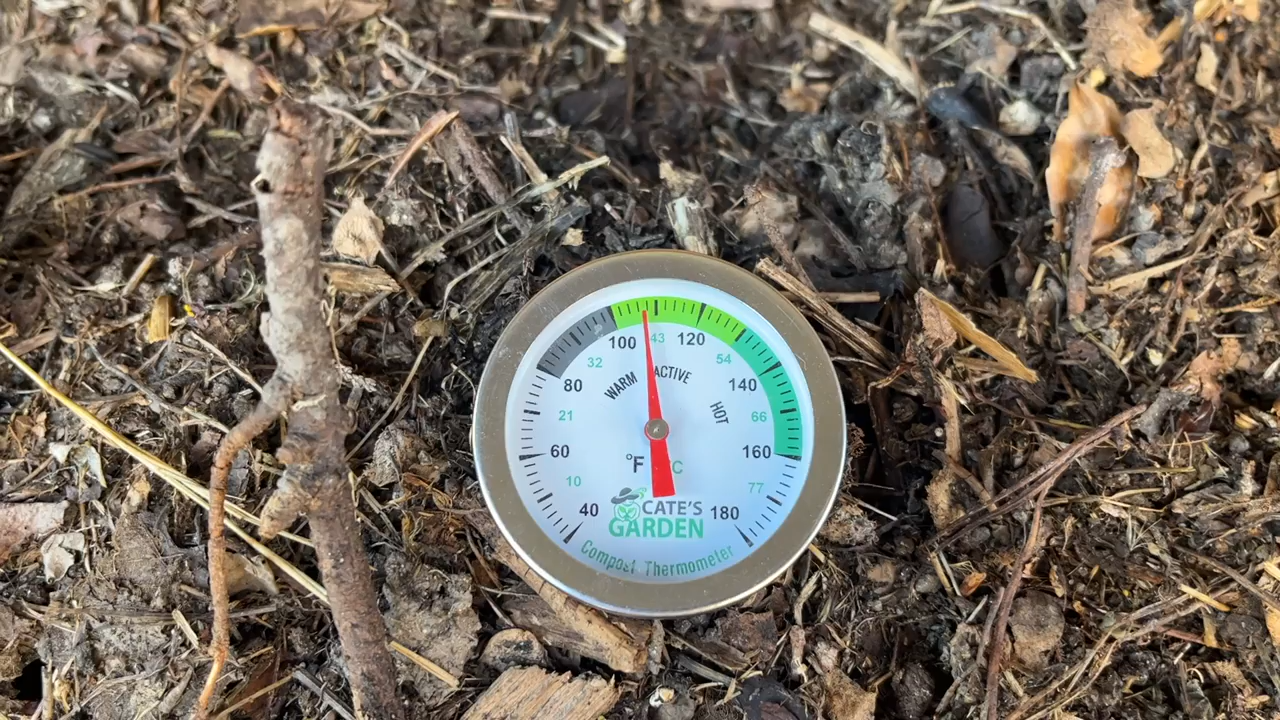 100 43 120
32 54
WARM ACTIVE
80 140
HOT
21 66
60 160
°F °C
10 77
40 180
CATE'S
GARDEN
Compost Thermometer